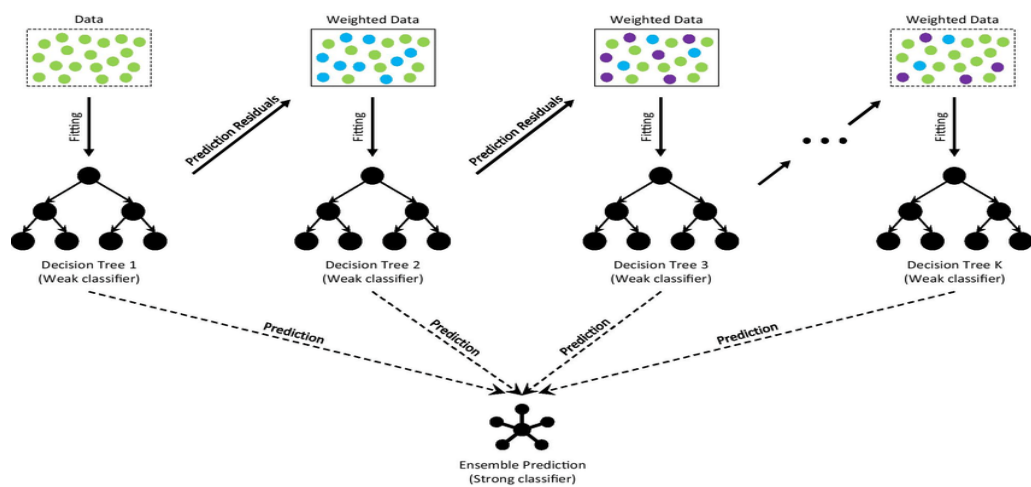 Data
Weighted Data
Weighted Data
Weighted Data
Fitting
Prediction Residuals
Fitting
Prediction Residuals
Fitting
...
Fitting
Decision Tree 1
(Weak classifier)
Decision Tree 2
(Weak classifier)
Decision Tree 3
(Weak classifier)
Decision Tree K
(Weak classifier)
Prediction
Prediction
Prediction
Prediction
Ensemble Prediction
(Strong classifier)